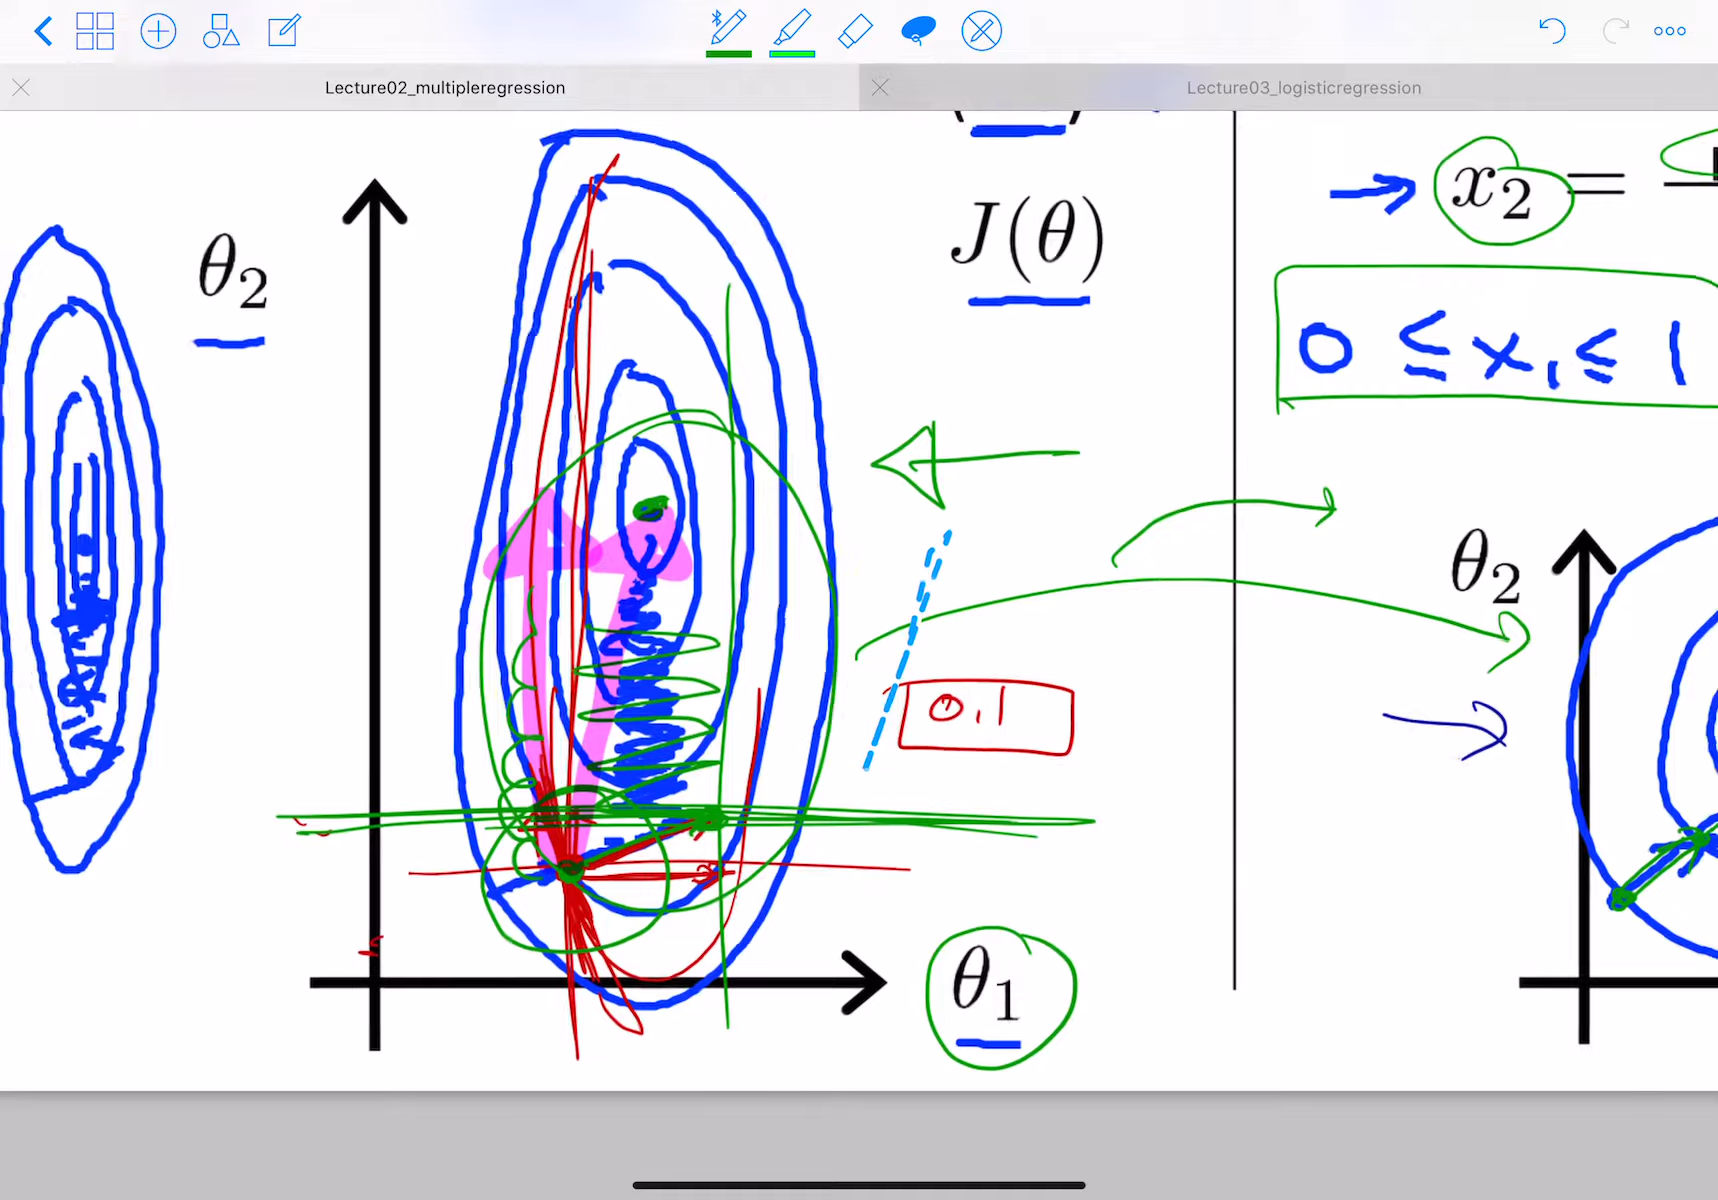 Lecture02_multipleregression
Lecture03_logisticregression
θ₂
J(θ)
x₂ =
0 ≤ x₁ ≤ 1
θ₂
0.1
θ₁